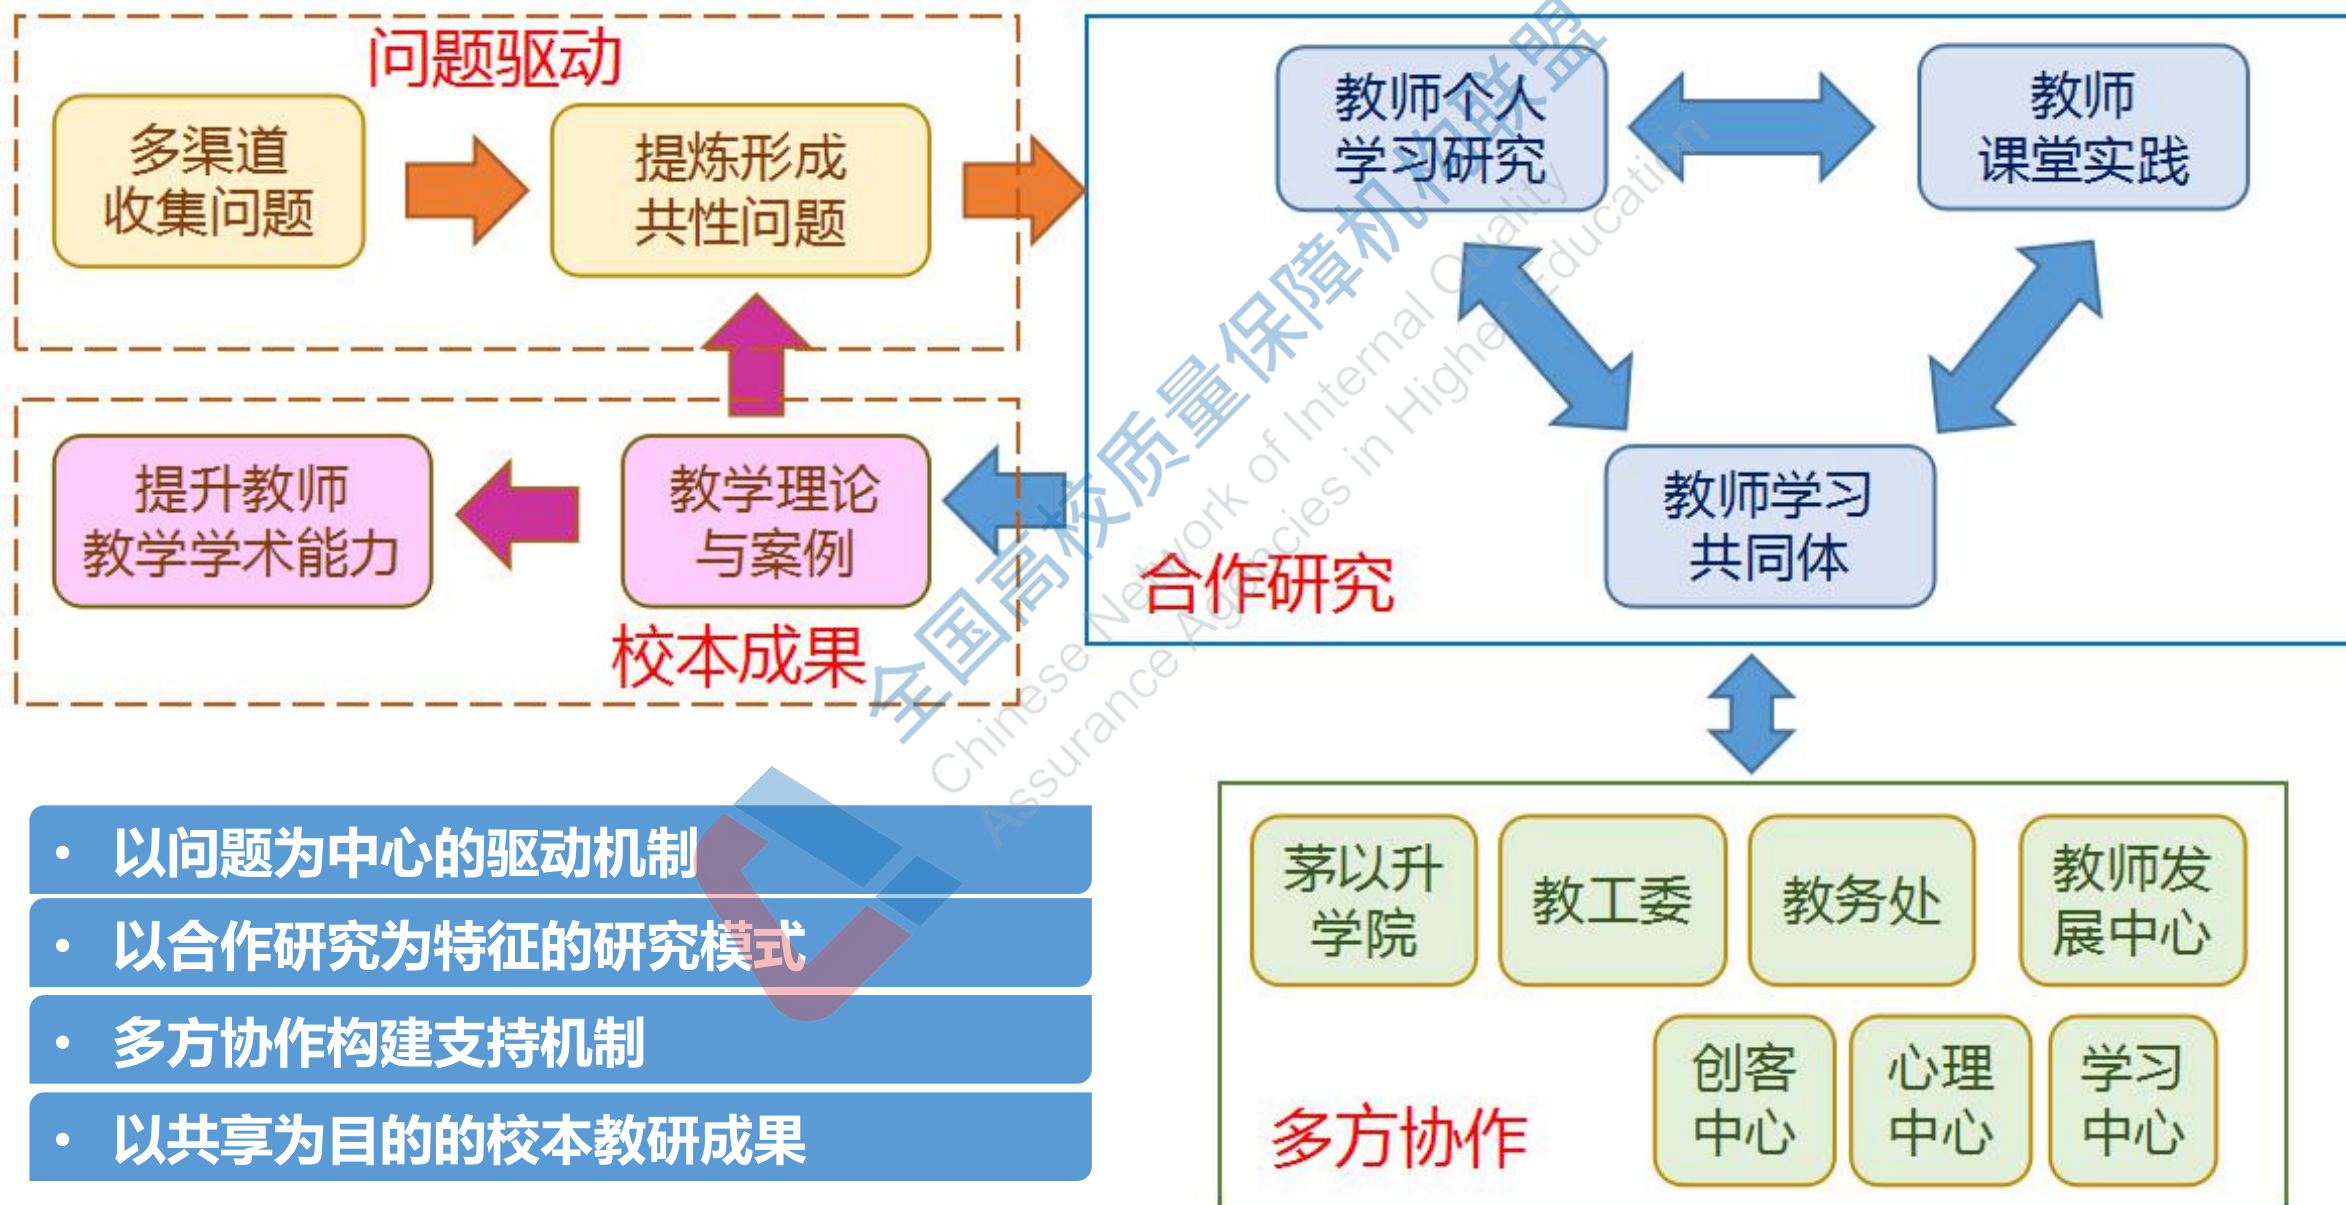 问题驱动
多渠道
收集问题
提炼形成
共性问题
教师个人
学习研究
教师
课堂实践
教师学习
共同体
合作研究
提升教师
教学学术能力
教学理论
与案例
校本成果
• 以问题为中心的驱动机制
• 以合作研究为特征的研究模式
• 多方协作构建支持机制
• 以共享为目的的校本教研成果
茅以升
学院
教工委
教务处
教师发
展中心
创客
中心
心理
中心
学习
中心
多方协作
全国高校质量保障机构联盟
Chinese Network of Internal Quality
Assurance Agencies in Higher Education